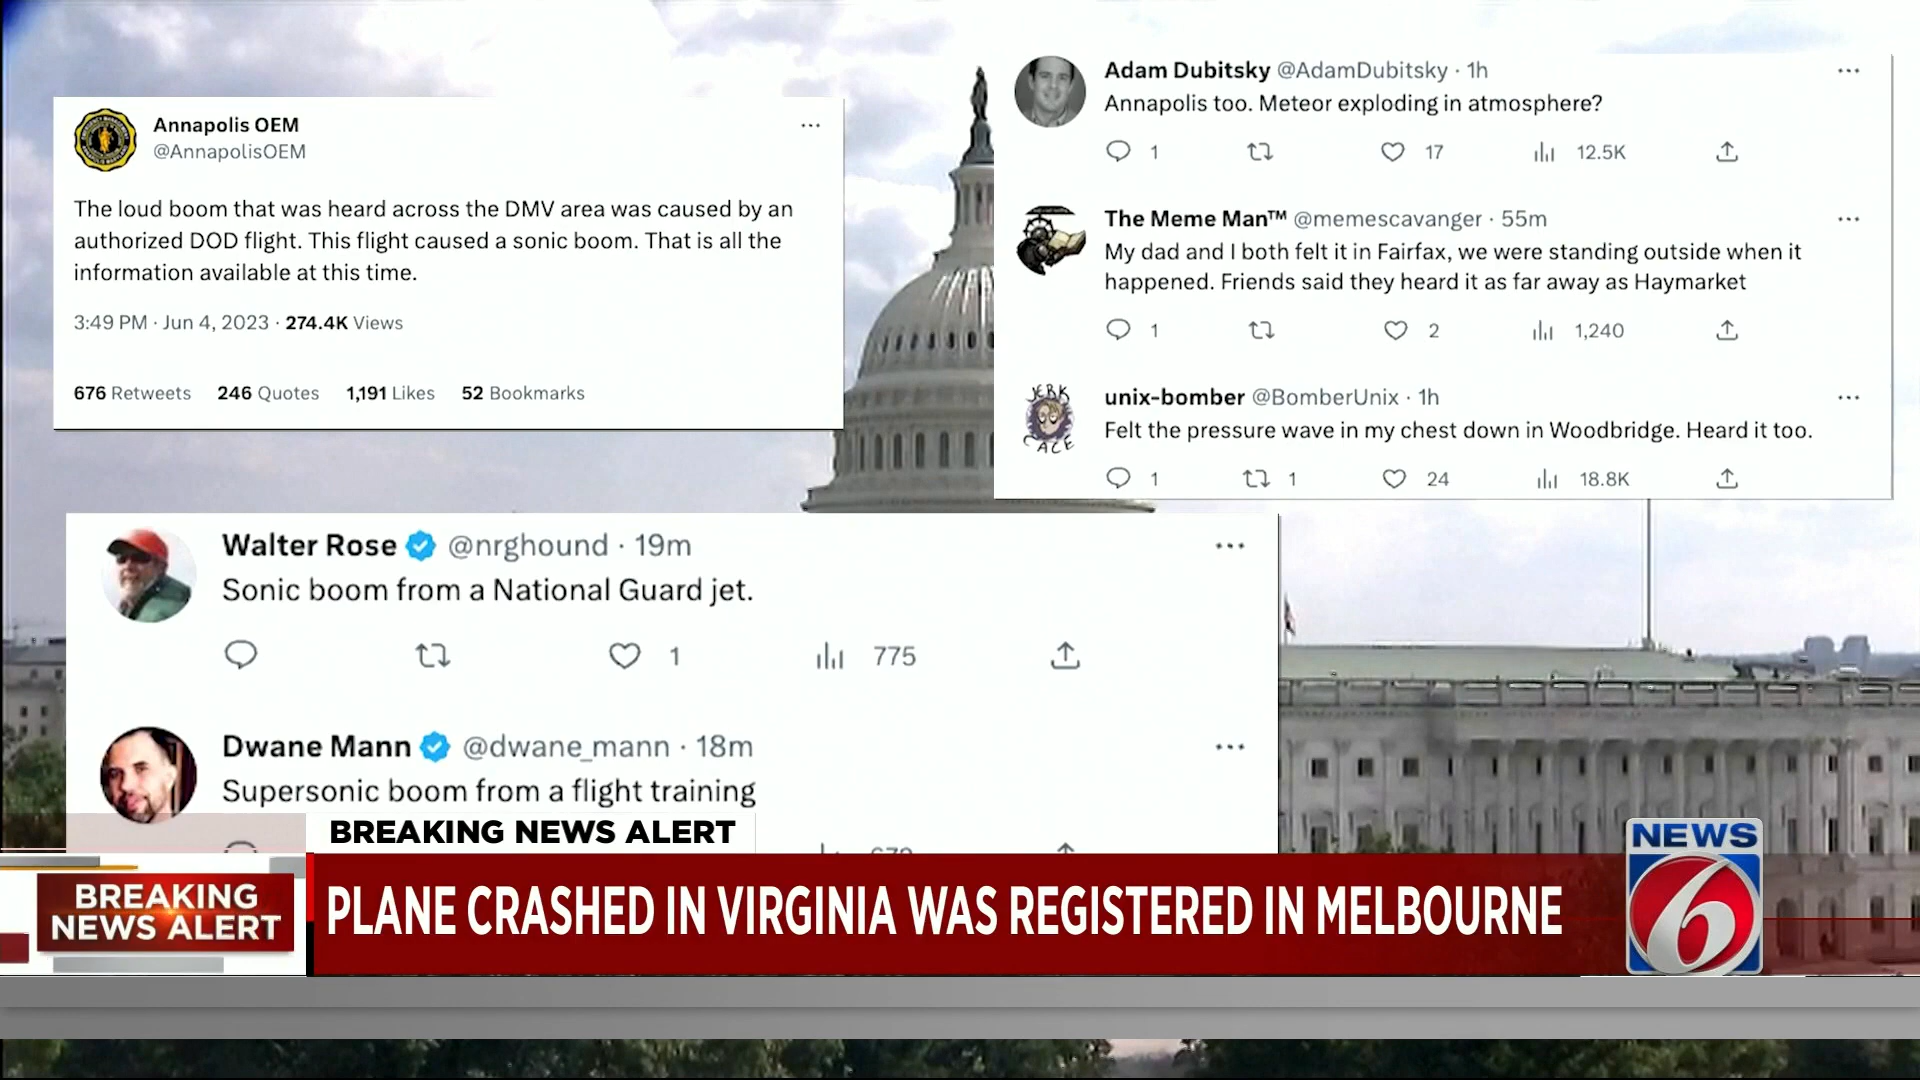 Annapolis OEM
@AnnapolisOEM
The loud boom that was heard across the DMV area was caused by an
authorized DOD flight. This flight caused a sonic boom. That is all the
information available at this time.
3:49 PM · Jun 4, 2023 · 274.4K Views
676 Retweets 246 Quotes 1,191 Likes 52 Bookmarks
Adam Dubitsky @AdamDubitsky · 1h
Annapolis too. Meteor exploding in atmosphere?
1 17 12.5K
The Meme Man™ @memescavanger · 55m
My dad and I both felt it in Fairfax, we were standing outside when it
happened. Friends said they heard it as far away as Haymarket
1 2 1,240
JERK
FACE
unix-bomber @BomberUnix · 1h
Felt the pressure wave in my chest down in Woodbridge. Heard it too.
1 1 24 18.8K
Walter Rose @nrghound · 19m
Sonic boom from a National Guard jet.
1 775
Dwane Mann @dwane_mann · 18m
Supersonic boom from a flight training
BREAKING NEWS ALERT
BREAKING
NEWS ALERT
PLANE CRASHED IN VIRGINIA WAS REGISTERED IN MELBOURNE
NEWS
6